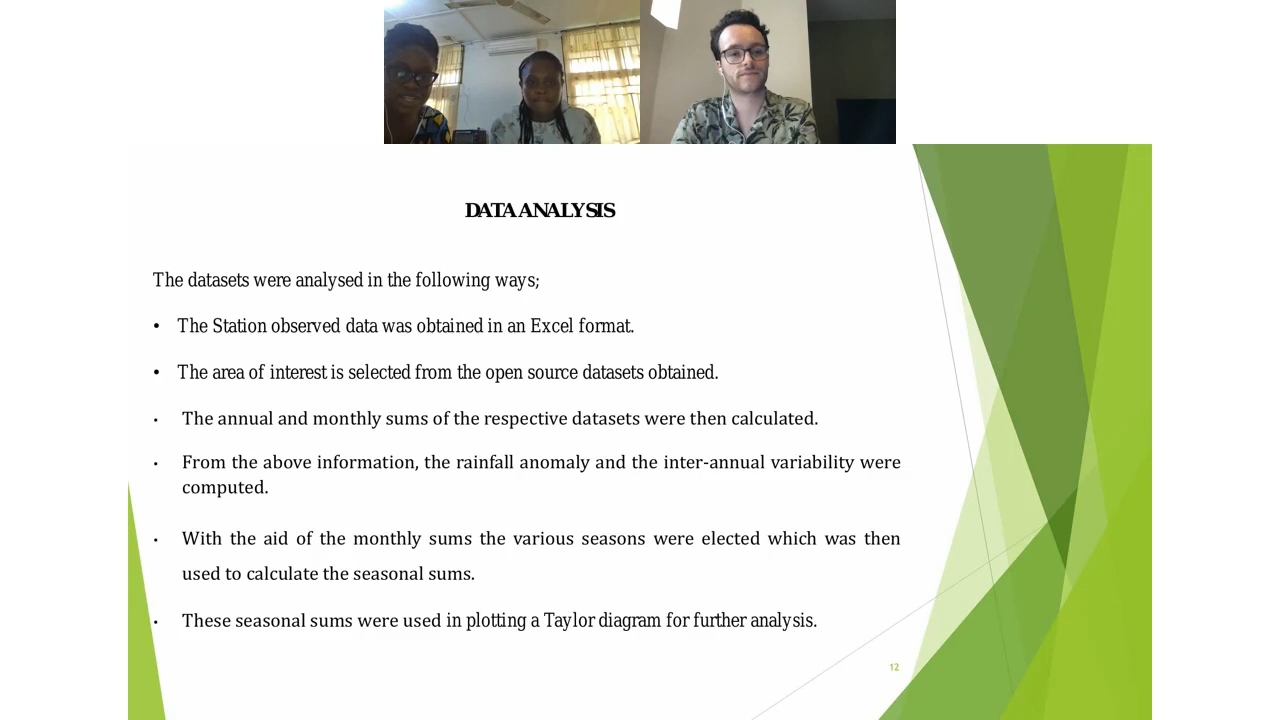 DATA ANALYSIS
The datasets were analysed in the following ways;
• The Station observed data was obtained in an Excel format.
• The area of interest is selected from the open source datasets obtained.
• The annual and monthly sums of the respective datasets were then calculated.
• From the above information, the rainfall anomaly and the inter-annual variability were
computed.
• With the aid of the monthly sums the various seasons were elected which was then
used to calculate the seasonal sums.
• These seasonal sums were used in plotting a Taylor diagram for further analysis.
12